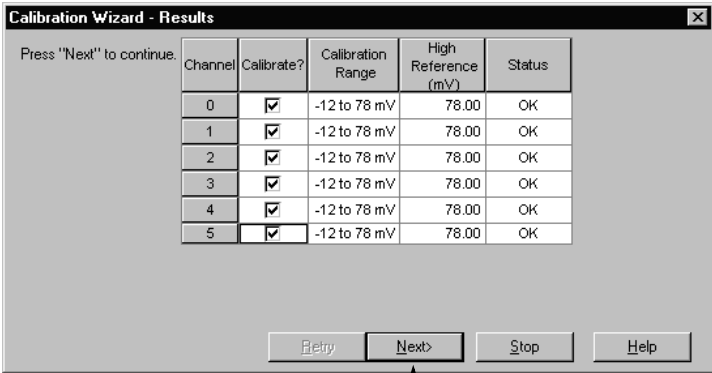 Calibration Wizard - Results
Press "Next" to continue.
Channel Calibrate? Calibration Range High Reference (mV) Status
0 -12 to 78 mV 78.00 OK
1 -12 to 78 mV 78.00 OK
2 -12 to 78 mV 78.00 OK
3 -12 to 78 mV 78.00 OK
4 -12 to 78 mV 78.00 OK
5 -12 to 78 mV 78.00 OK
Retry Next> Stop Help